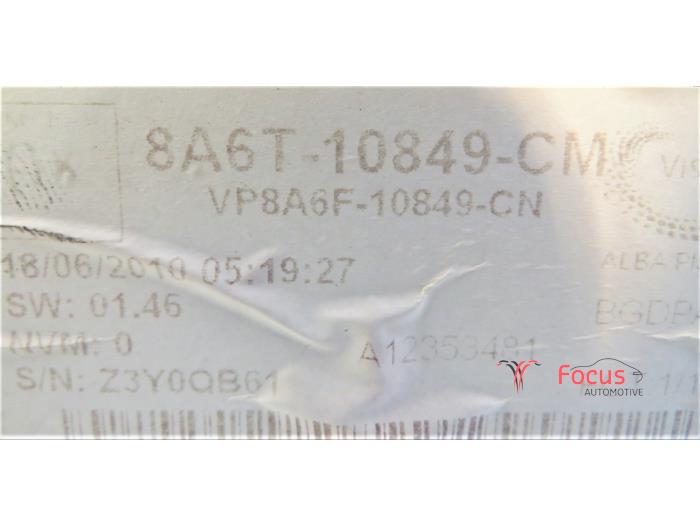 8A6T-10849-CM
VP8A6F-10849-CN
18/06/2010 05:19:27
SW: 01.46
NVM: 0
S/N: Z3Y0QB61
A12353481
ALBA
Focus
AUTOMOTIVE